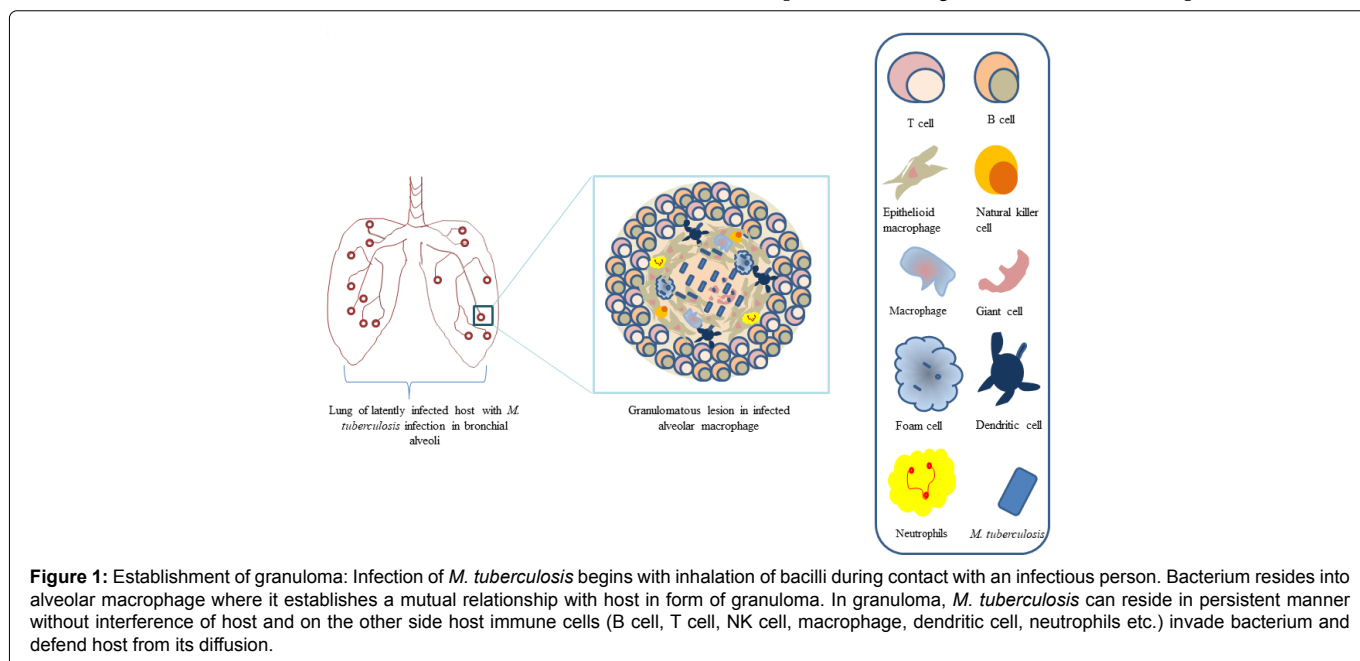 T cell
B cell
Epithelioid
macrophage
Natural killer
cell
Macrophage
Giant cell
Foam cell
Dendritic cell
Neutrophils
M. tuberculosis
Lung of latently infected host with M.
tuberculosis infection in bronchial
alveoli
Granulomatous lesion in infected
alveolar macrophage
Figure 1: Establishment of granuloma: Infection of M. tuberculosis begins with inhalation of bacilli during contact with an infectious person. Bacterium resides into
alveolar macrophage where it establishes a mutual relationship with host in form of granuloma. In granuloma, M. tuberculosis can reside in persistent manner
without interference of host and on the other side host immune cells (B cell, T cell, NK cell, macrophage, dendritic cell, neutrophils etc.) invade bacterium and
defend host from its diffusion.